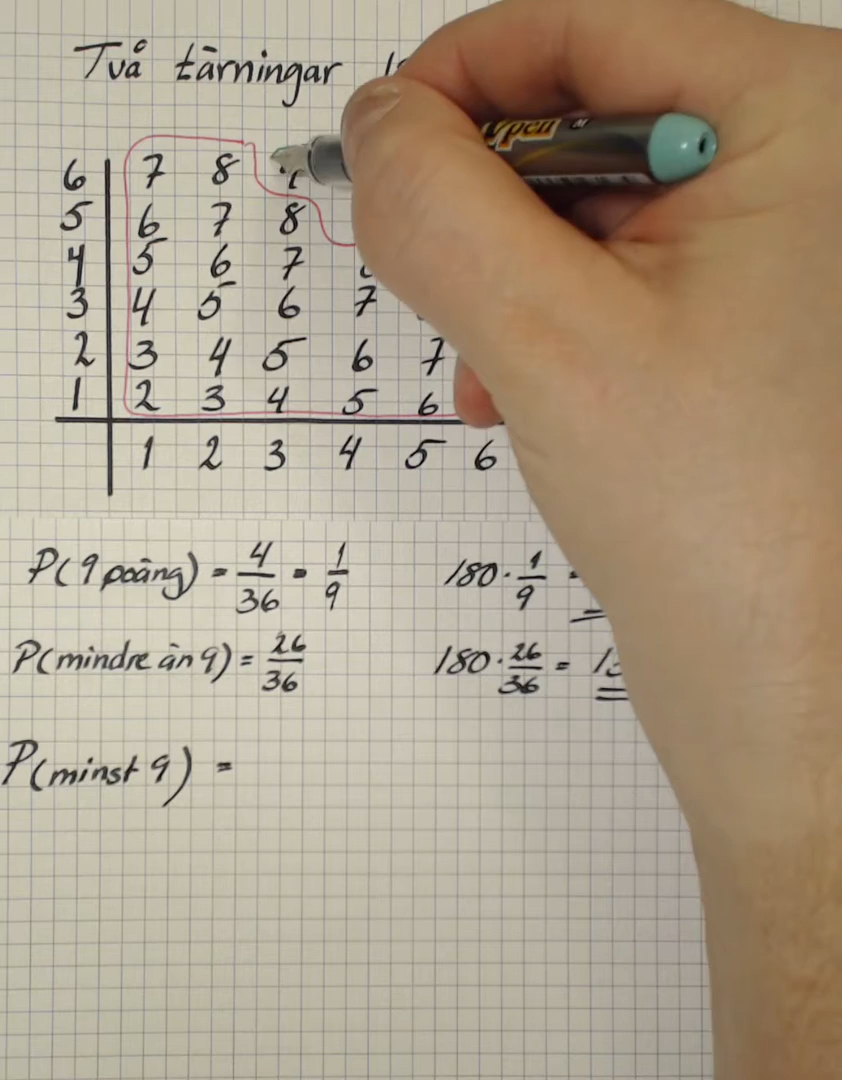 Två tärningar
6 7 8
5 6 7 8
4 5 6 7
3 4 5 6 7
2 3 4 5 6 7
1 2 3 4 5 6
1 2 3 4 5 6
P(9 poäng) = 4/36 = 1/9 180 · 1/9 =
P(mindre än 9) = 26/36 180 · 26/36 =
P(minst 9) =